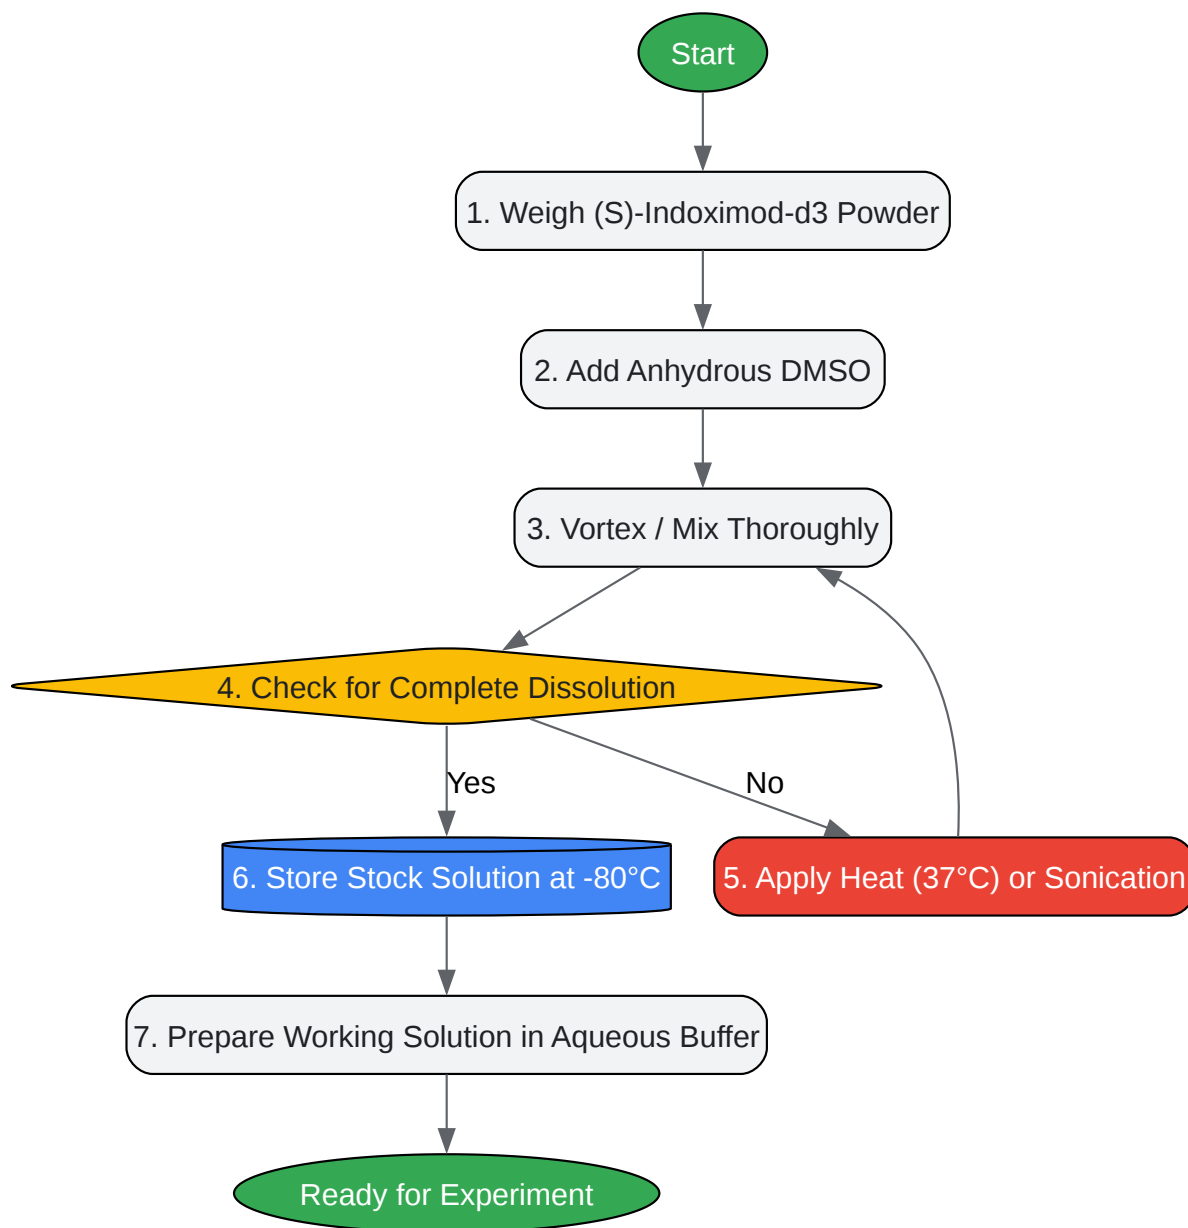 Start
1. Weigh (S)-Indoximod-d3 Powder
2. Add Anhydrous DMSO
3. Vortex / Mix Thoroughly
4. Check for Complete Dissolution
Yes
No
6. Store Stock Solution at -80°C
5. Apply Heat (37°C) or Sonication
7. Prepare Working Solution in Aqueous Buffer
Ready for Experiment